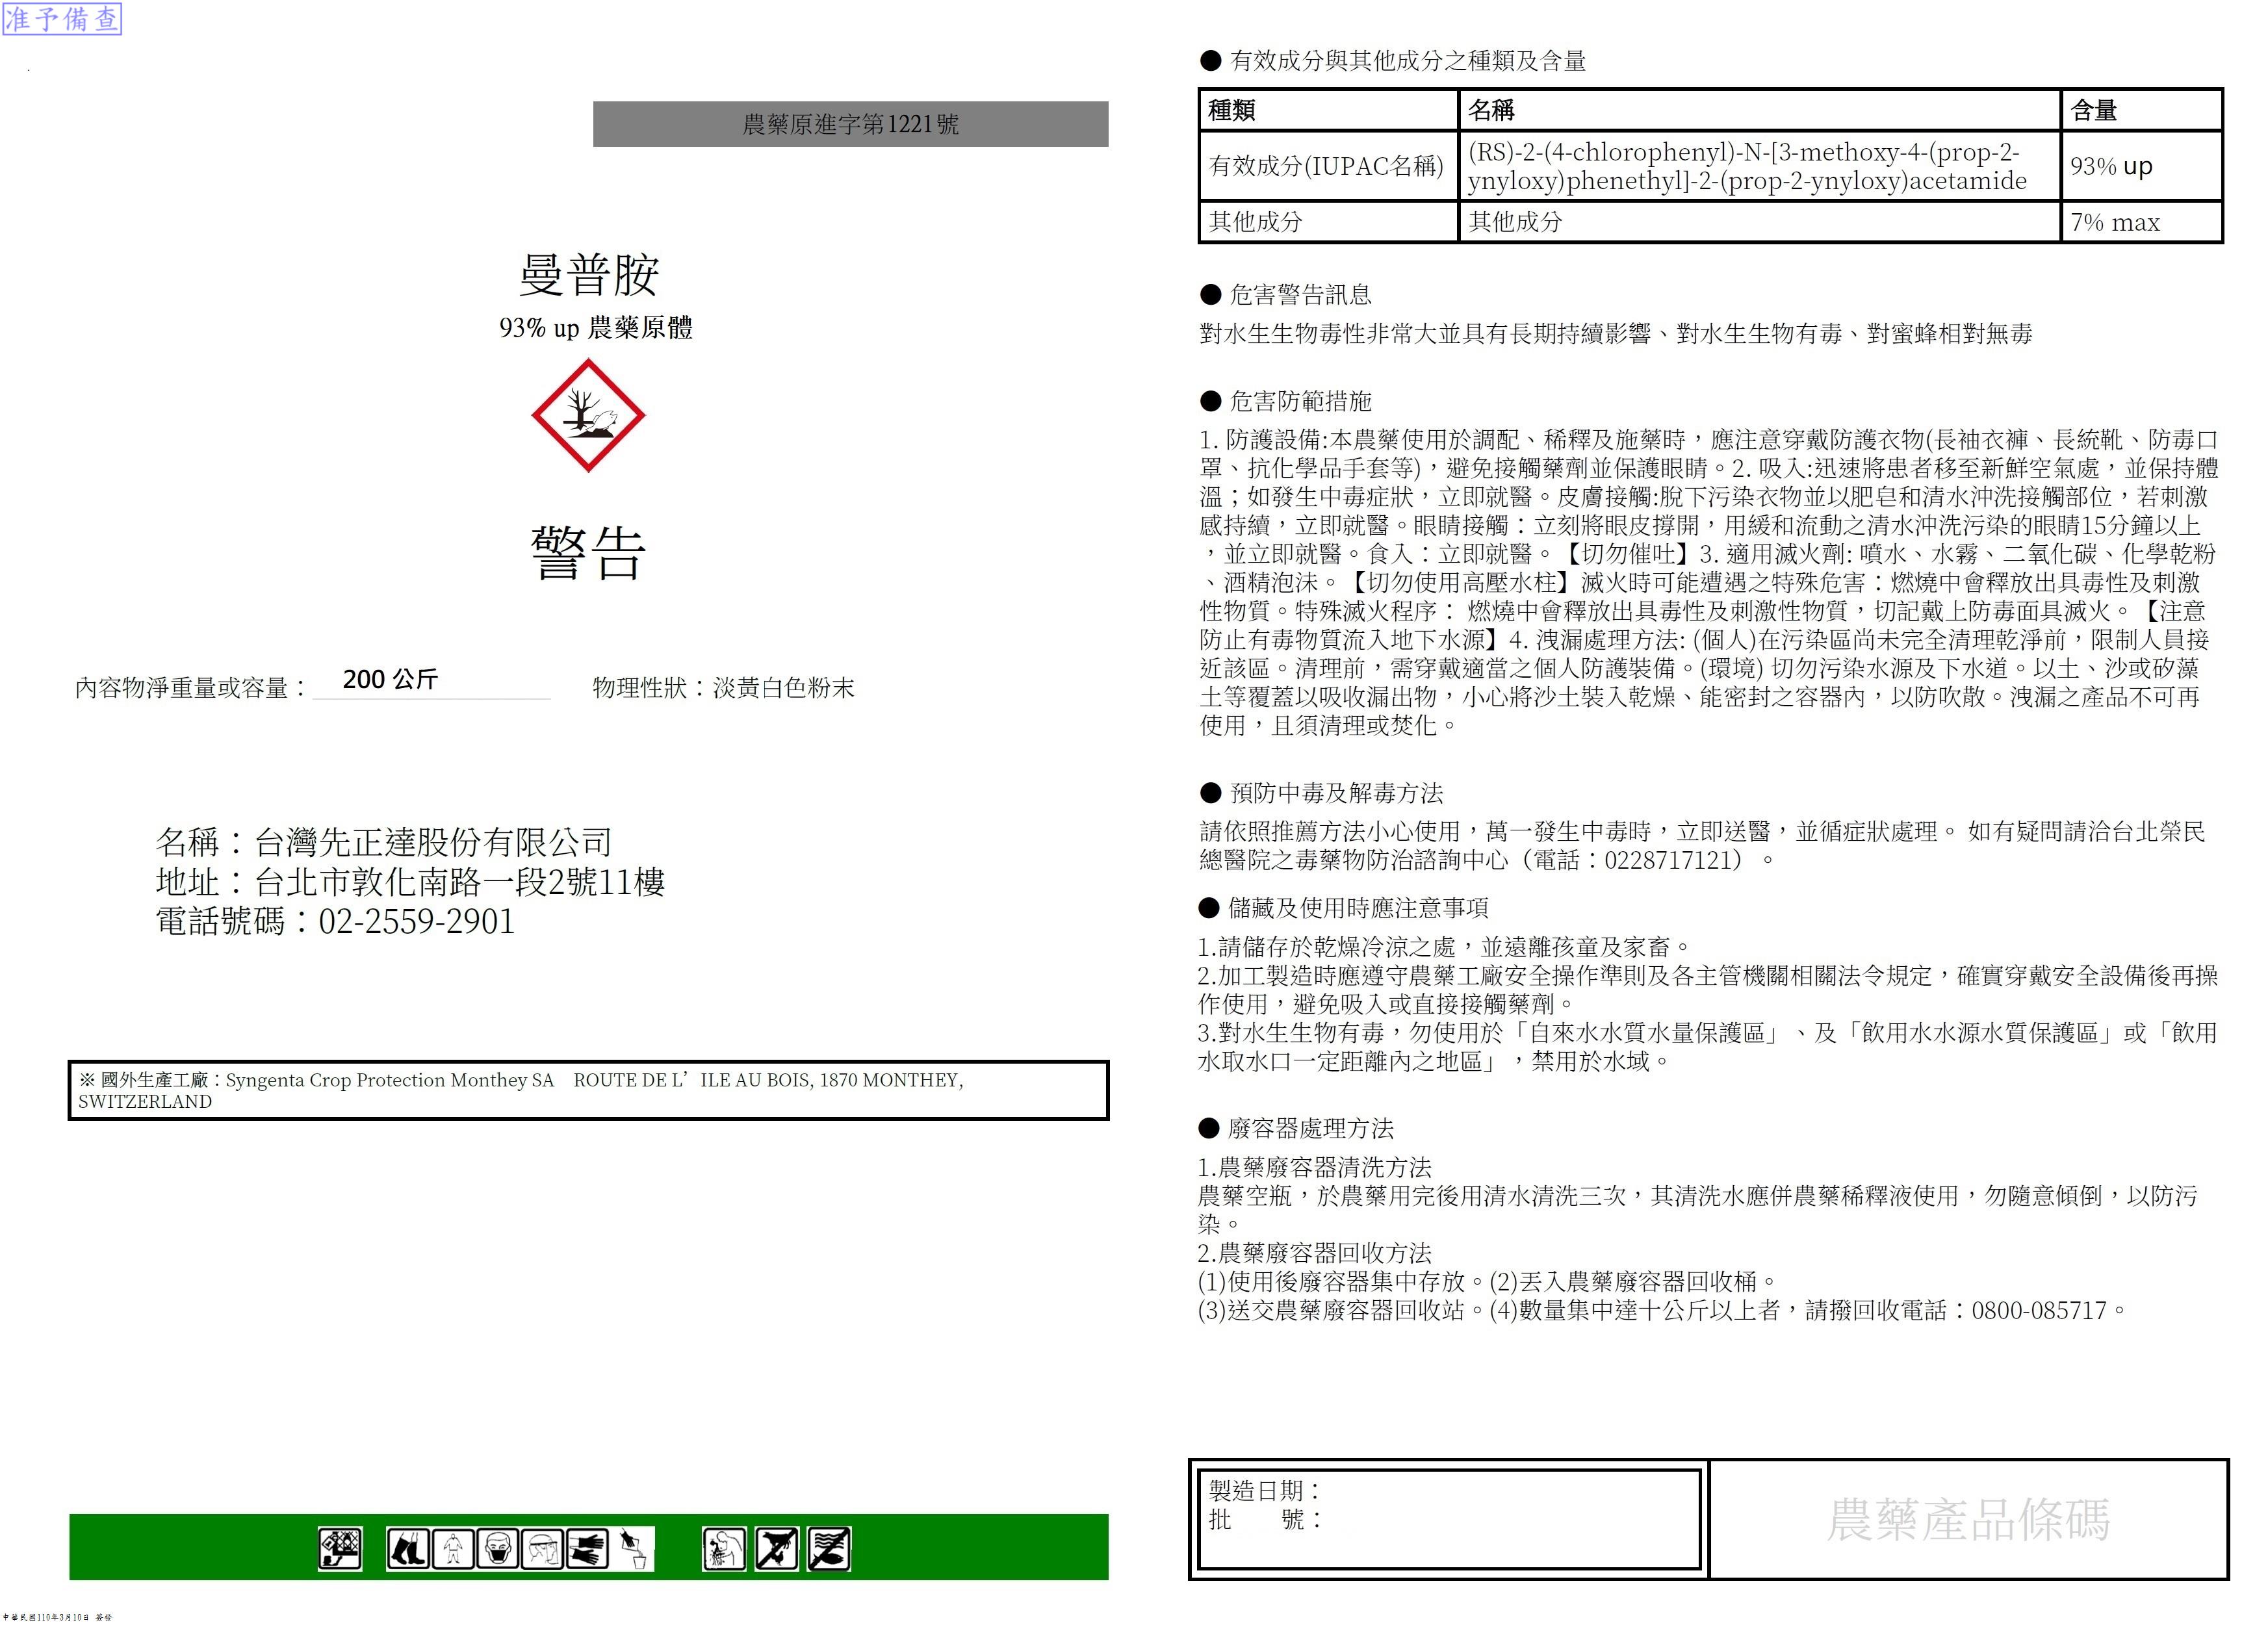 准予備查
農藥原進字第1221號
曼普胺
93% up 農藥原體
警告
內容物淨重量或容量：200 公斤
物理性狀：淡黃白色粉末
名稱：台灣先正達股份有限公司
地址：台北市敦化南路一段2號11樓
電話號碼：02-2559-2901
※ 國外生產工廠：Syngenta Crop Protection Monthey SA　ROUTE DE L’ILE AU BOIS, 1870 MONTHEY,
SWITZERLAND
中華民國110年3月10日 簽發
● 有效成分與其他成分之種類及含量
種類 名稱 含量
有效成分(IUPAC名稱) (RS)-2-(4-chlorophenyl)-N-[3-methoxy-4-(prop-2-
ynyloxy)phenethyl]-2-(prop-2-ynyloxy)acetamide 93% up
其他成分 其他成分 7% max
● 危害警告訊息
對水生生物毒性非常大並具有長期持續影響、對水生生物有毒、對蜜蜂相對無毒
● 危害防範措施
1. 防護設備:本農藥使用於調配、稀釋及施藥時，應注意穿戴防護衣物(長袖衣褲、長統靴、防毒口
罩、抗化學品手套等)，避免接觸藥劑並保護眼睛。2. 吸入:迅速將患者移至新鮮空氣處，並保持體
溫；如發生中毒症狀，立即就醫。皮膚接觸:脫下污染衣物並以肥皂和清水沖洗接觸部位，若刺激
感持續，立即就醫。眼睛接觸：立刻將眼皮撐開，用緩和流動之清水沖洗污染的眼睛15分鐘以上
，並立即就醫。食入：立即就醫。【切勿催吐】3. 適用滅火劑: 噴水、水霧、二氧化碳、化學乾粉
、酒精泡沫。【切勿使用高壓水柱】滅火時可能遭遇之特殊危害：燃燒中會釋放出具毒性及刺激
性物質。特殊滅火程序： 燃燒中會釋放出具毒性及刺激性物質，切記戴上防毒面具滅火。【注意
防止有毒物質流入地下水源】4. 洩漏處理方法: (個人)在污染區尚未完全清理乾淨前，限制人員接
近該區。清理前，需穿戴適當之個人防護裝備。(環境) 切勿污染水源及下水道。以土、沙或矽藻
土等覆蓋以吸收漏出物，小心將沙土裝入乾燥、能密封之容器內，以防吹散。洩漏之產品不可再
使用，且須清理或焚化。
● 預防中毒及解毒方法
請依照推薦方法小心使用，萬一發生中毒時，立即送醫，並循症狀處理。 如有疑問請洽台北榮民
總醫院之毒藥物防治諮詢中心（電話：0228717121）。
● 儲藏及使用時應注意事項
1.請儲存於乾燥冷涼之處，並遠離孩童及家畜。
2.加工製造時應遵守農藥工廠安全操作準則及各主管機關相關法令規定，確實穿戴安全設備後再操
作使用，避免吸入或直接接觸藥劑。
3.對水生生物有毒，勿使用於「自來水水質水量保護區」、及「飲用水水源水質保護區」或「飲用
水取水口一定距離內之地區」，禁用於水域。
● 廢容器處理方法
1.農藥廢容器清洗方法
農藥空瓶，於農藥用完後用清水清洗三次，其清洗水應併農藥稀釋液使用，勿隨意傾倒，以防污
染。
2.農藥廢容器回收方法
(1)使用後廢容器集中存放。(2)丟入農藥廢容器回收桶。
(3)送交農藥廢容器回收站。(4)數量集中達十公斤以上者，請撥回收電話：0800-085717。
製造日期：
批　　號：
農藥產品條碼